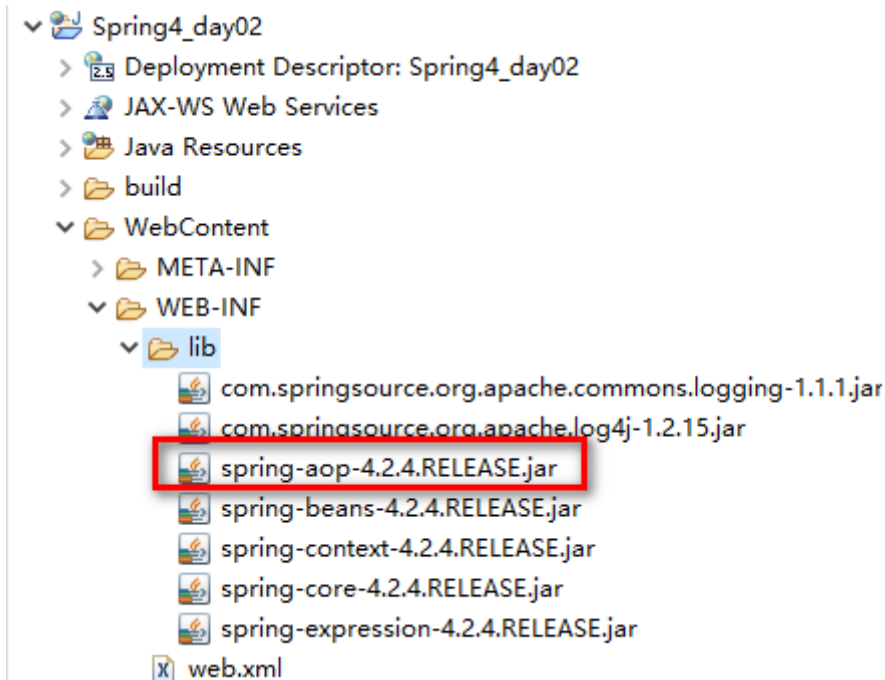 Spring4_day02
2.5 Deployment Descriptor: Spring4_day02
JAX-WS Web Services
Java Resources
build
WebContent
META-INF
WEB-INF
lib
com.springsource.org.apache.commons.logging-1.1.1.jar
com.springsource.org.apache.log4j-1.2.15.jar
spring-aop-4.2.4.RELEASE.jar
spring-beans-4.2.4.RELEASE.jar
spring-context-4.2.4.RELEASE.jar
spring-core-4.2.4.RELEASE.jar
spring-expression-4.2.4.RELEASE.jar
X web.xml